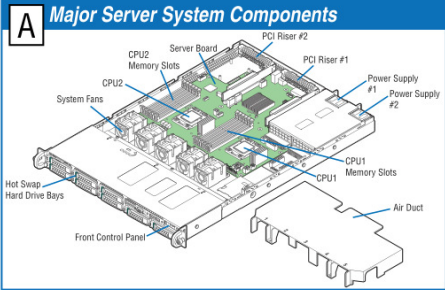 A
Major Server System Components
PCI Riser #2
Server Board
CPU2
Memory Slots
PCI Riser #1
CPU2
Power Supply
#1
System Fans
Power Supply
#2
CPU1
Memory Slots
CPU1
Hot Swap
Hard Drive Bays
Air Duct
Front Control Panel